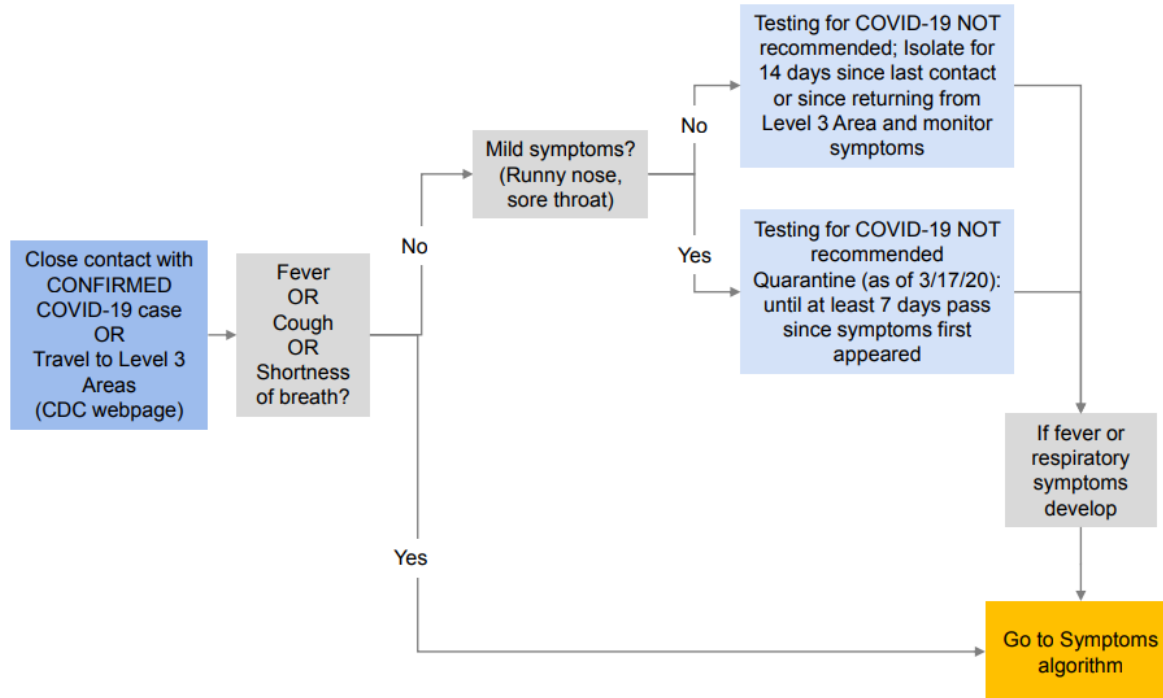 Close contact with
CONFIRMED
COVID-19 case
OR
Travel to Level 3
Areas
(CDC webpage)
Fever
OR
Cough
OR
Shortness
of breath?
No
Mild symptoms?
(Runny nose,
sore throat)
No
Testing for COVID-19 NOT
recommended; Isolate for
14 days since last contact
or since returning from
Level 3 Area and monitor
symptoms
Yes
Testing for COVID-19 NOT
recommended
Quarantine (as of 3/17/20):
until at least 7 days pass
since symptoms first
appeared
If fever or
respiratory
symptoms
develop
Yes
Go to Symptoms
algorithm